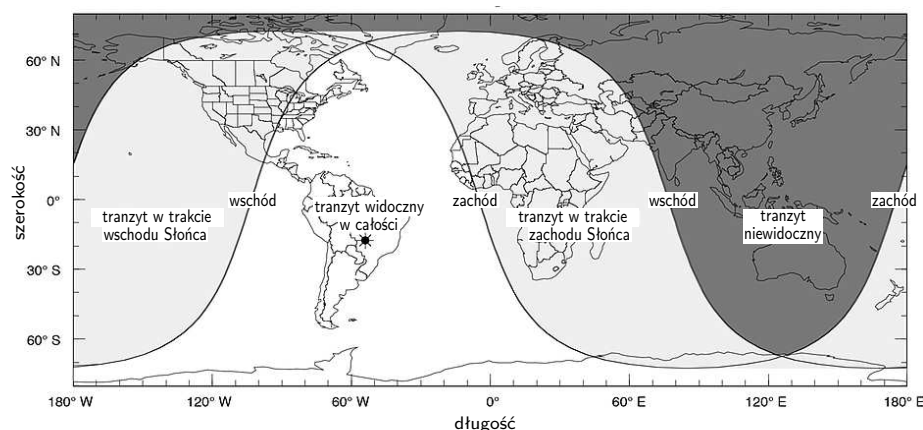 60° N
30° N
0°
30° S
60° S
szerokość
wschód
zachód
wschód
zachód
tranzyt w trakcie
wschodu Słońca
tranzyt widoczny
w całości
tranzyt w trakcie
zachodu Słońca
tranzyt
niewidoczny
180° W
120° W
60° W
0°
60° E
120° E
180° E
długość